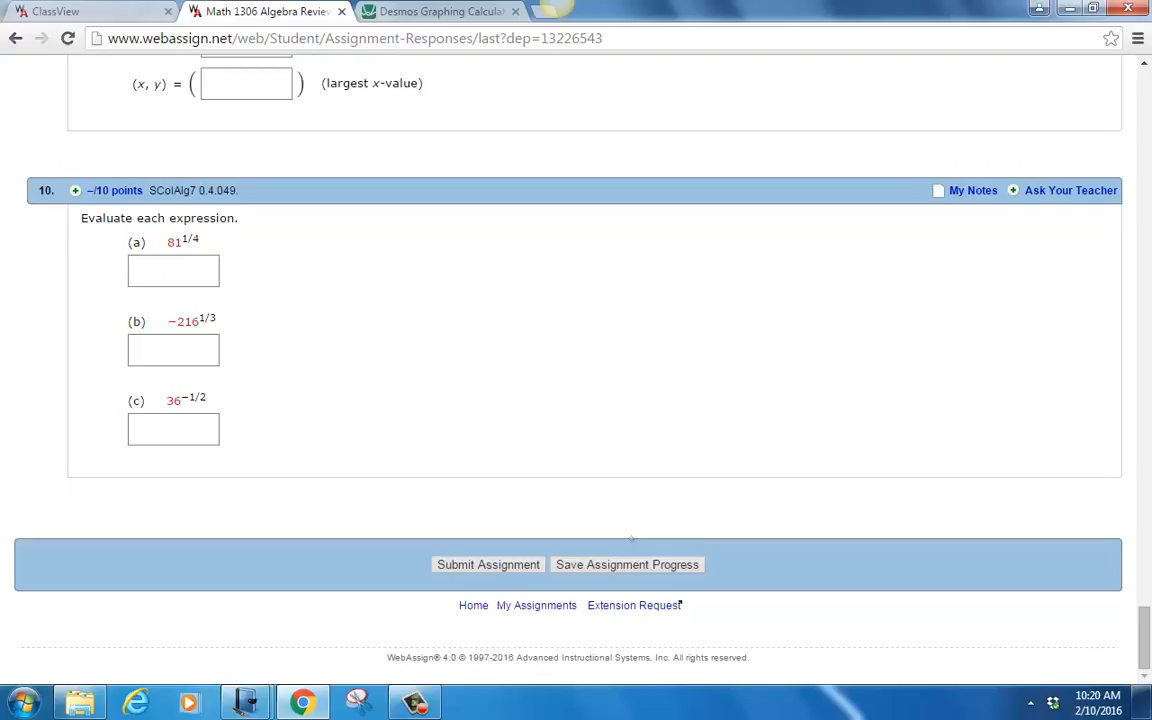 ClassView
Math 1306 Algebra Review
Desmos Graphing Calcula
www.webassign.net/web/Student/Assignment-Responses/last?dep=13226543
(x, y) = ( ) (largest x-value)
10. –/10 points SColAlg7 0.4.049. My Notes Ask Your Teacher
Evaluate each expression.
(a) 81^1/4
(b) −216^1/3
(c) 36^−1/2
Submit Assignment Save Assignment Progress
Home My Assignments Extension Request
WebAssign® 4.0 © 1997-2016 Advanced Instructional Systems, Inc. All rights reserved.
10:20 AM
2/10/2016